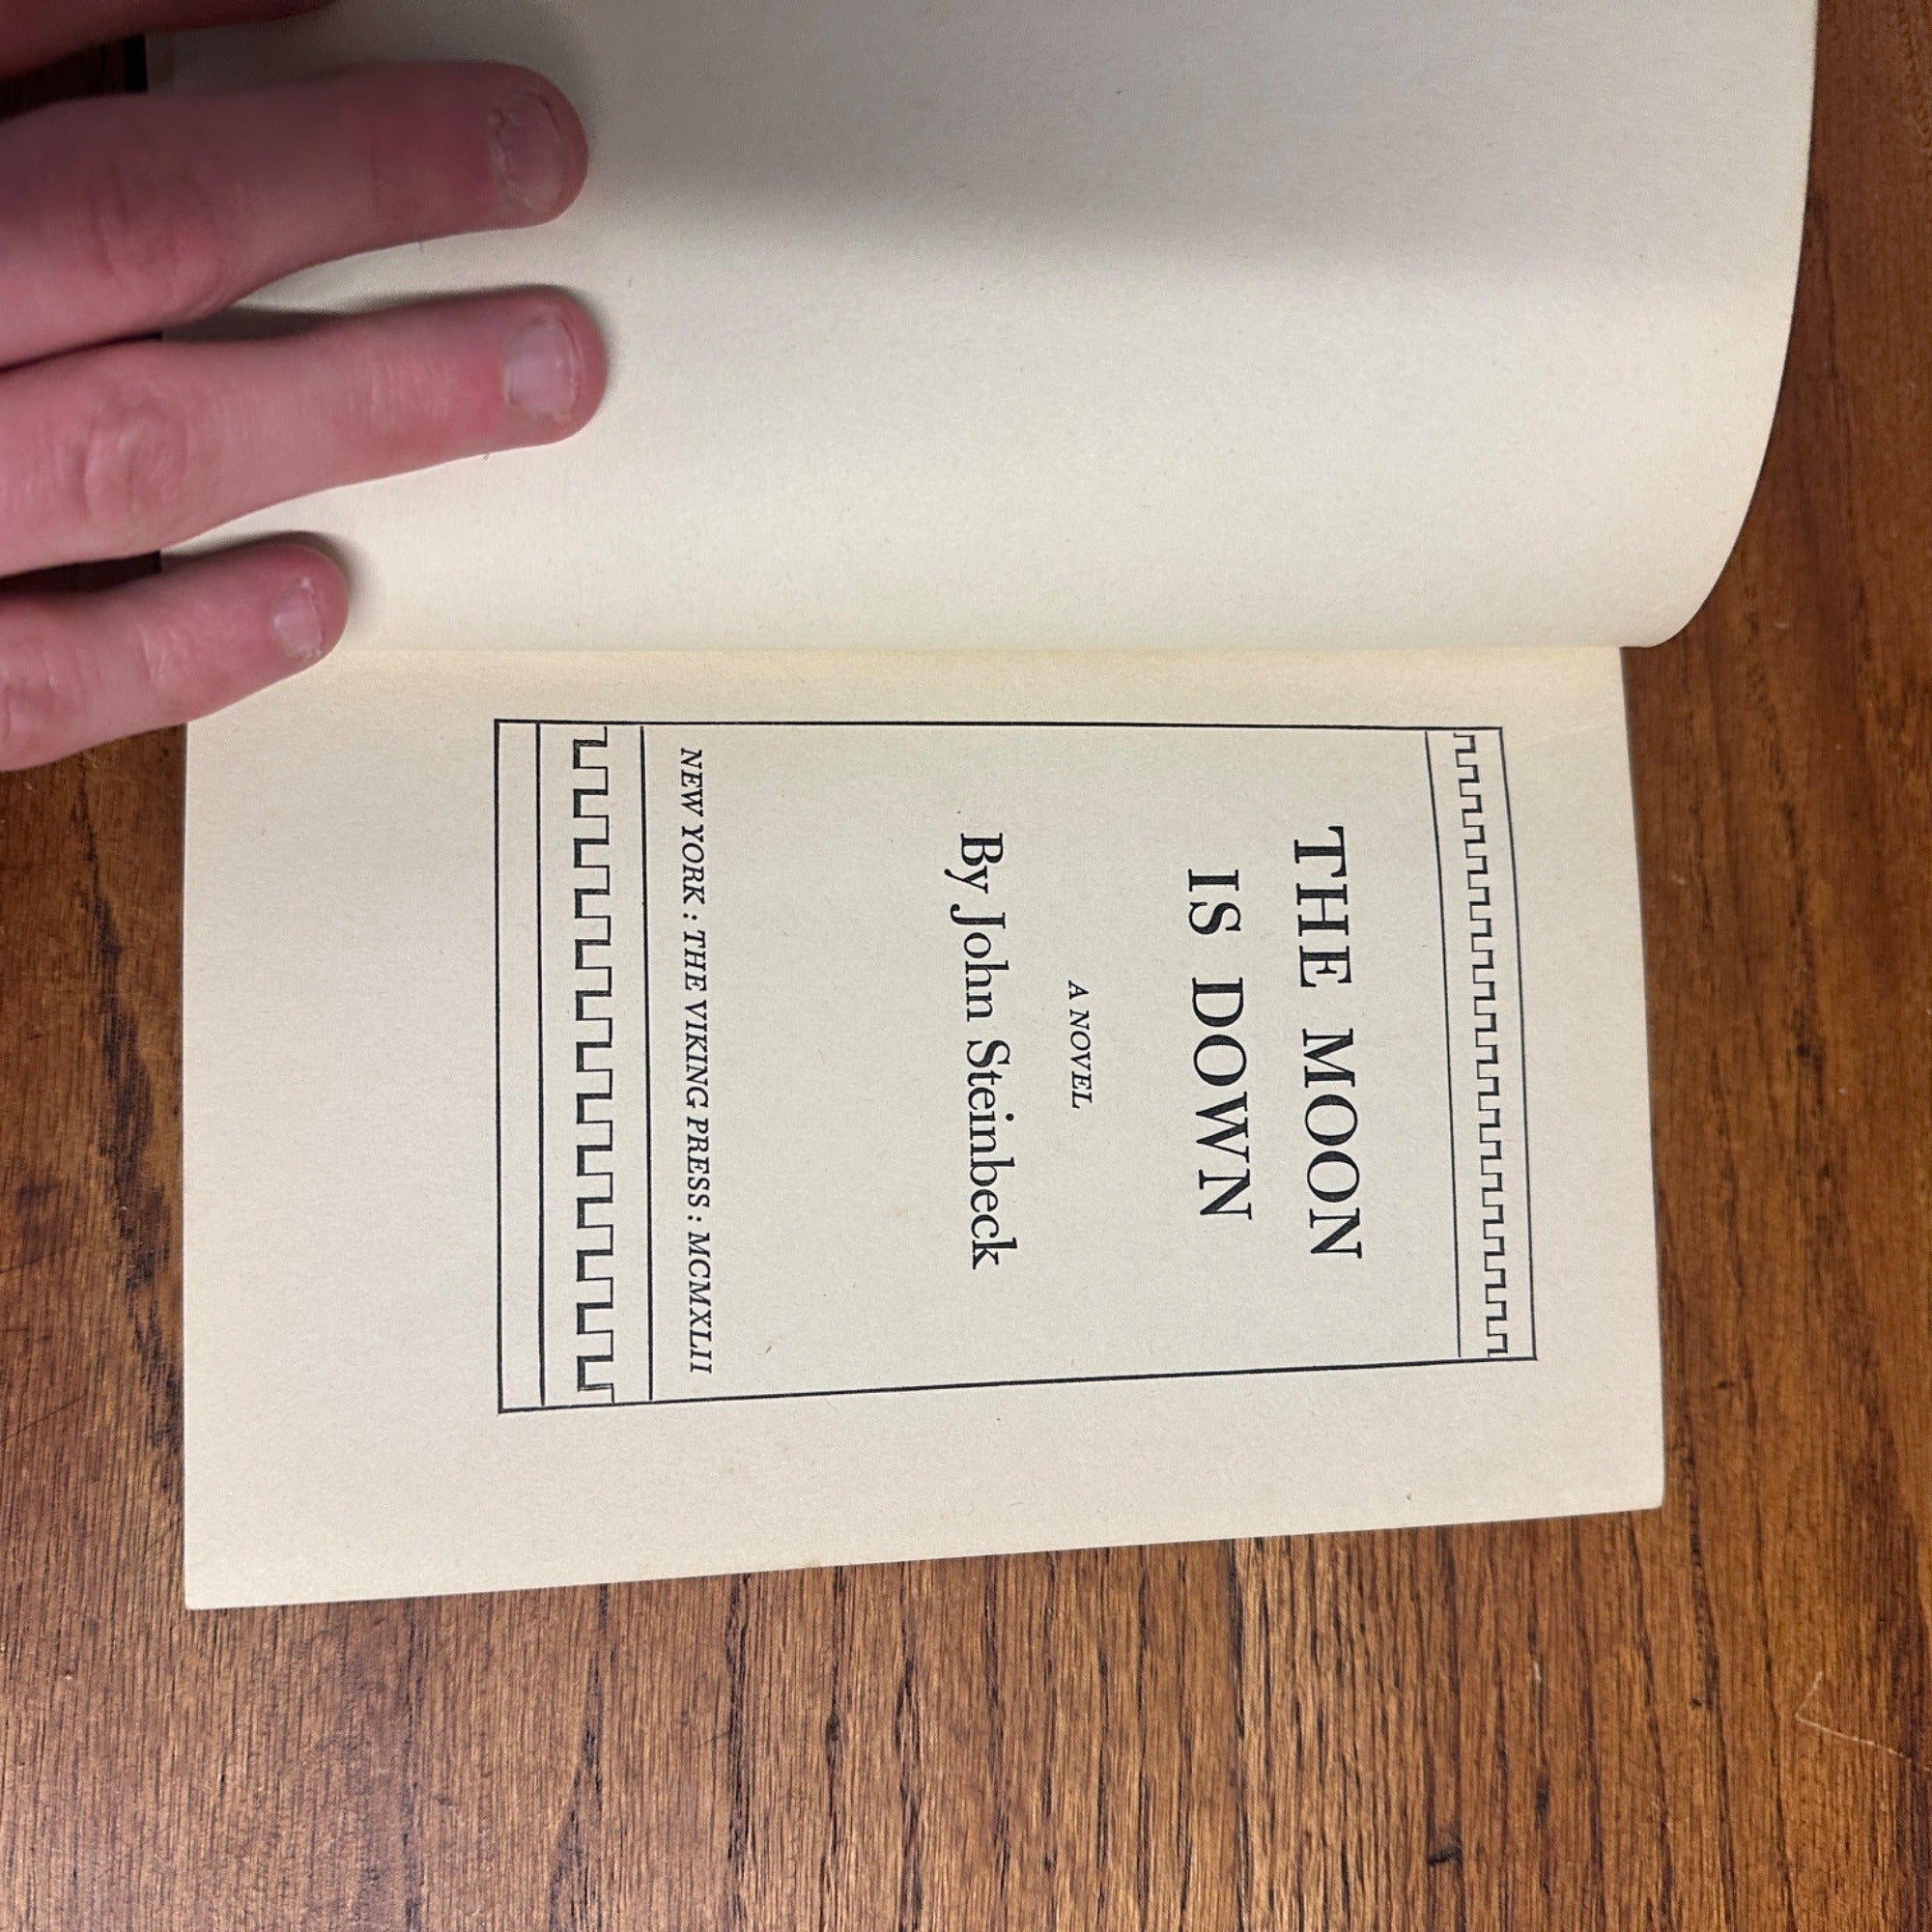 THE MOON
IS DOWN
A NOVEL
By John Steinbeck
NEW YORK : THE VIKING PRESS : MCMXLII